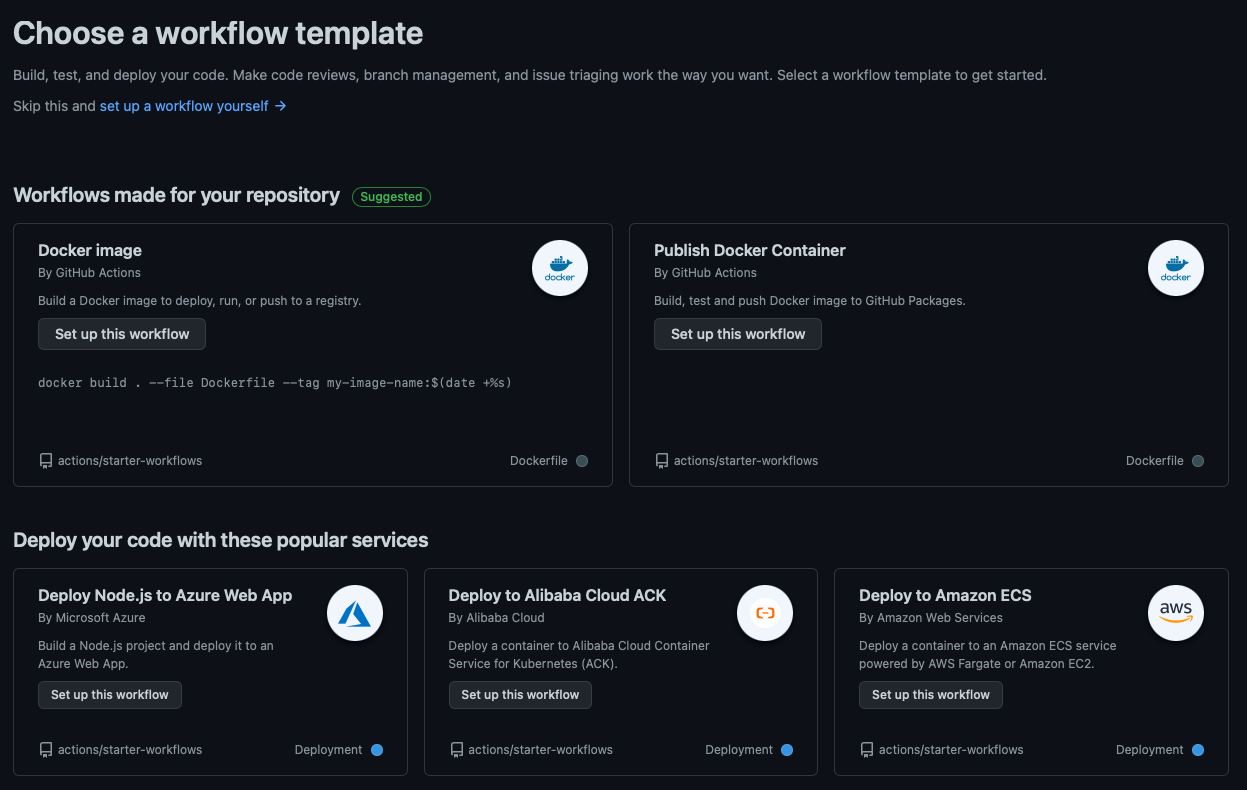 Choose a workflow template
Build, test, and deploy your code. Make code reviews, branch management, and issue triaging work the way you want. Select a workflow template to get started.
Skip this and set up a workflow yourself →
Workflows made for your repository Suggested
Docker image
By GitHub Actions
Build a Docker image to deploy, run, or push to a registry.
Set up this workflow
docker build . --file Dockerfile --tag my-image-name:$(date +%s)
actions/starter-workflows
Dockerfile
docker
Publish Docker Container
By GitHub Actions
Build, test and push Docker image to GitHub Packages.
Set up this workflow
actions/starter-workflows
Dockerfile
docker
Deploy your code with these popular services
Deploy Node.js to Azure Web App
By Microsoft Azure
Build a Node.js project and deploy it to an
Azure Web App.
Set up this workflow
actions/starter-workflows
Deployment
Deploy to Alibaba Cloud ACK
By Alibaba Cloud
Deploy a container to Alibaba Cloud Container
Service for Kubernetes (ACK).
Set up this workflow
actions/starter-workflows
Deployment
Deploy to Amazon ECS
By Amazon Web Services
Deploy a container to an Amazon ECS service
powered by AWS Fargate or Amazon EC2.
Set up this workflow
actions/starter-workflows
Deployment
aws